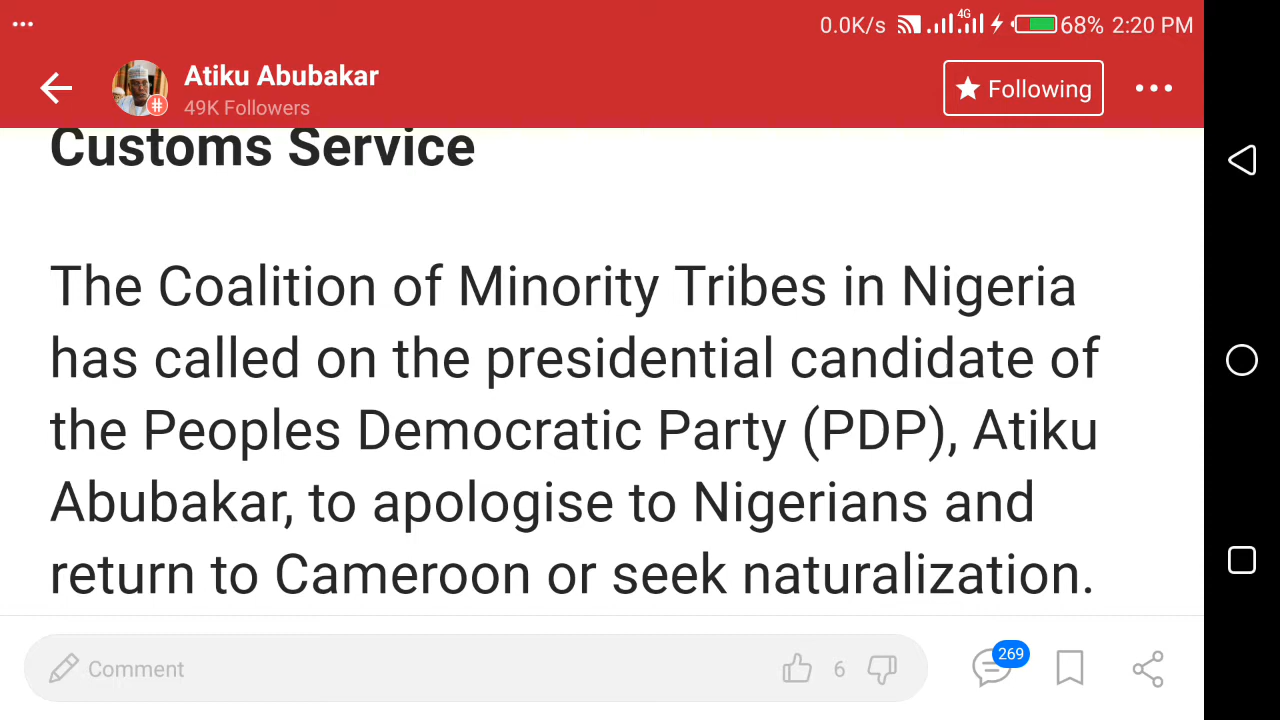 0.0K/s 4G 68% 2:20 PM
Atiku Abubakar
49K Followers
Following
Customs Service
The Coalition of Minority Tribes in Nigeria
has called on the presidential candidate of
the Peoples Democratic Party (PDP), Atiku
Abubakar, to apologise to Nigerians and
return to Cameroon or seek naturalization.
Comment 6 269